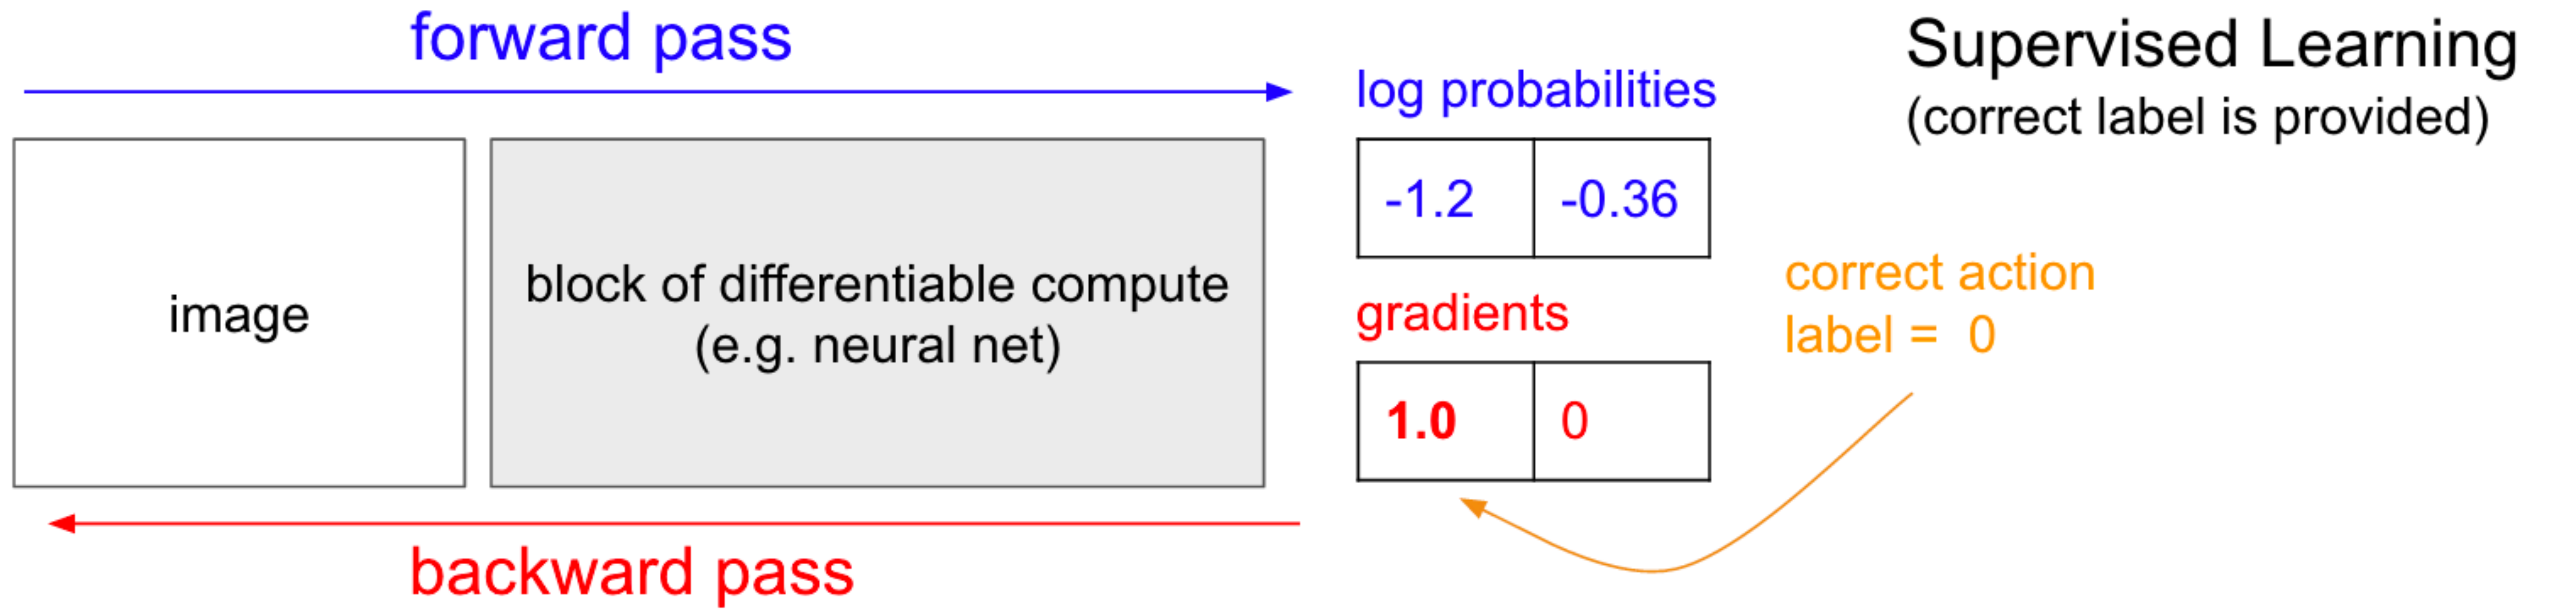 forward pass
Supervised Learning
(correct label is provided)
log probabilities
-1.2 -0.36
image
block of differentiable compute
(e.g. neural net)
gradients
1.0 0
correct action
label = 0
backward pass